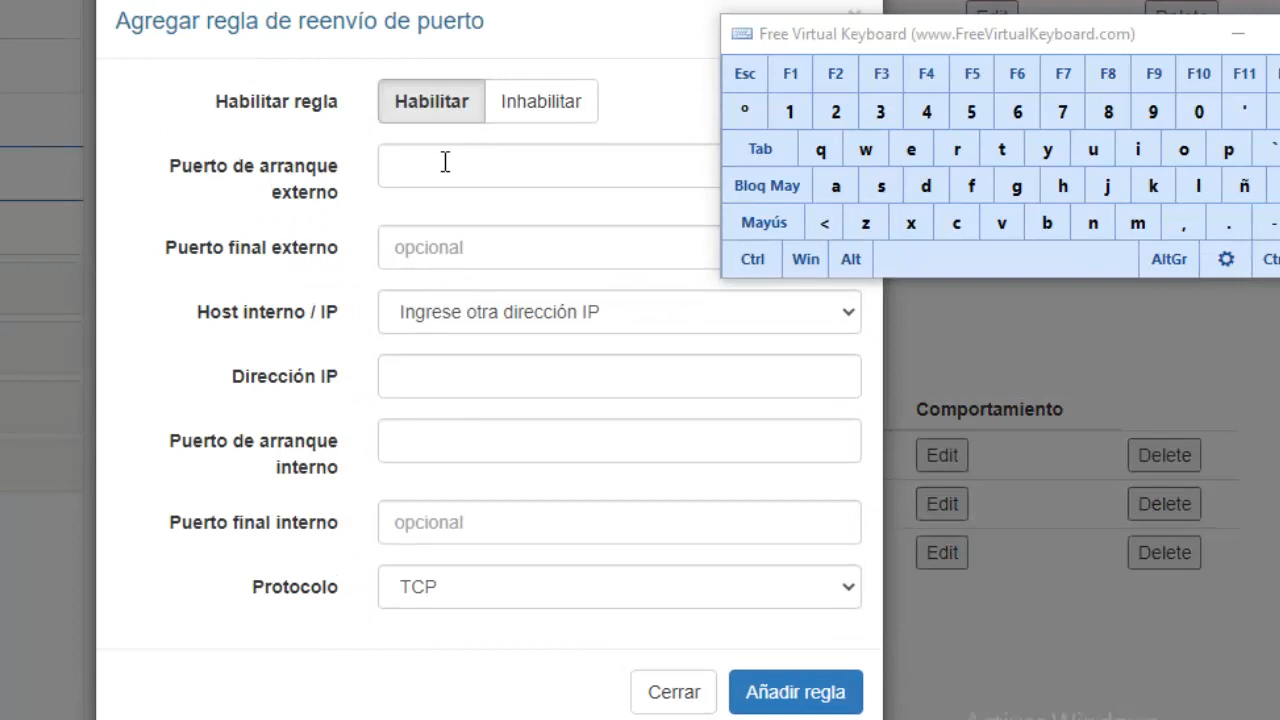 Agregar regla de reenvío de puerto
Habilitar regla
Habilitar
Inhabilitar
Puerto de arranque
externo
Puerto final externo
opcional
Host interno / IP
Ingrese otra dirección IP
Dirección IP
Puerto de arranque
interno
Puerto final interno
opcional
Protocolo
TCP
Cerrar
Añadir regla
Free Virtual Keyboard (www.FreeVirtualKeyboard.com)
Esc F1 F2 F3 F4 F5 F6 F7 F8 F9 F10 F11
º 1 2 3 4 5 6 7 8 9 0 '
Tab q w e r t y u i o p `
Bloq May a s d f g h j k l ñ
Mayús < z x c v b n m , . -
Ctrl Win Alt AltGr
Comportamiento
Edit Delete
Edit Delete
Edit Delete